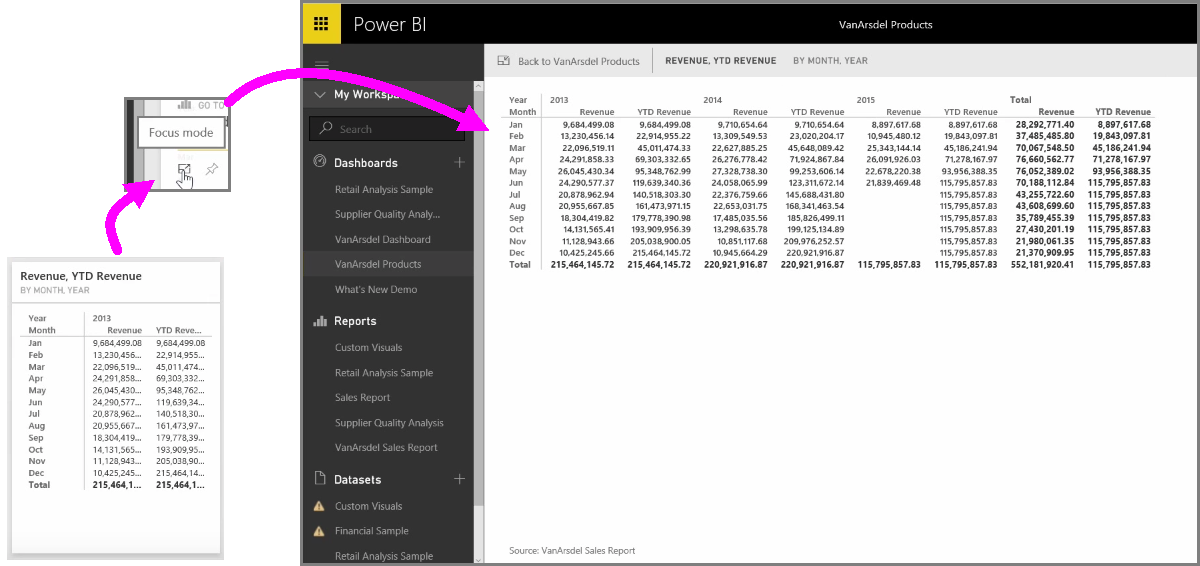 Power BI
VanArsdel Products
Back to VanArsdel Products
REVENUE, YTD REVENUE
BY MONTH, YEAR
GO TO
Focus mode
My Workspa
Search
Dashboards
Retail Analysis Sample
Supplier Quality Analy...
VanArsdel Dashboard
VanArsdel Products
What's New Demo
Reports
Custom Visuals
Retail Analysis Sample
Sales Report
Supplier Quality Analysis
VanArsdel Sales Report
Datasets
Custom Visuals
Financial Sample
Retail Analysis Sample
Year 2013 2014 2015 Total
Month Revenue YTD Revenue Revenue YTD Revenue Revenue YTD Revenue Revenue YTD Revenue
Jan 9,684,499.08 9,684,499.08 9,710,654.64 9,710,654.64 8,897,617.68 8,897,617.68 28,292,771.40 8,897,617.68
Feb 13,230,456.14 22,914,955.22 13,309,549.53 23,020,204.17 10,945,480.12 19,843,097.81 37,485,485.80 19,843,097.81
Mar 22,096,519.11 45,011,474.33 22,627,885.25 45,648,089.42 25,343,144.14 45,186,241.94 70,067,548.50 45,186,241.94
Apr 24,291,858.33 69,303,332.65 26,276,778.42 71,924,867.84 26,091,926.03 71,278,167.97 76,660,562.77 71,278,167.97
May 26,045,430.34 95,348,762.99 27,328,738.30 99,253,606.14 22,678,220.38 93,956,388.35 76,052,389.02 93,956,388.35
Jun 24,290,577.37 119,639,340.36 24,058,065.99 123,311,672.14 21,839,469.48 115,795,857.83 70,188,112.84 115,795,857.83
Jul 20,878,962.94 140,518,303.30 22,376,759.66 145,688,431.80 115,795,857.83 43,255,722.60 115,795,857.83
Aug 20,955,667.85 161,473,971.15 22,653,031.75 168,341,463.54 115,795,857.83 43,608,699.60 115,795,857.83
Sep 18,304,419.82 179,778,390.98 17,485,035.56 185,826,499.11 115,795,857.83 35,789,455.39 115,795,857.83
Oct 14,131,565.41 193,909,956.39 13,298,635.78 199,125,134.89 115,795,857.83 27,430,201.19 115,795,857.83
Nov 11,128,943.66 205,038,900.05 10,851,117.68 209,976,252.57 115,795,857.83 21,980,061.35 115,795,857.83
Dec 10,425,245.66 215,464,145.72 10,945,664.29 220,921,916.87 115,795,857.83 21,370,909.95 115,795,857.83
Total 215,464,145.72 215,464,145.72 220,921,916.87 220,921,916.87 115,795,857.83 115,795,857.83 552,181,920.41 115,795,857.83
Source: VanArsdel Sales Report
Revenue, YTD Revenue
BY MONTH, YEAR
Year 2013
Month Revenue YTD Reve...
Jan 9,684,499.08 9,684,499.08
Feb 13,230,456... 22,914,955...
Mar 22,096,519... 45,011,474...
Apr 24,291,858... 69,303,332...
May 26,045,430... 95,348,762...
Jun 24,290,577... 119,639,34...
Jul 20,878,962... 140,518,30...
Aug 20,955,667... 161,473,97...
Sep 18,304,419... 179,778,39...
Oct 14,131,565... 193,909,95...
Nov 11,128,943... 205,038,90...
Dec 10,425,245... 215,464,14...
Total 215,464,1... 215,464,1...